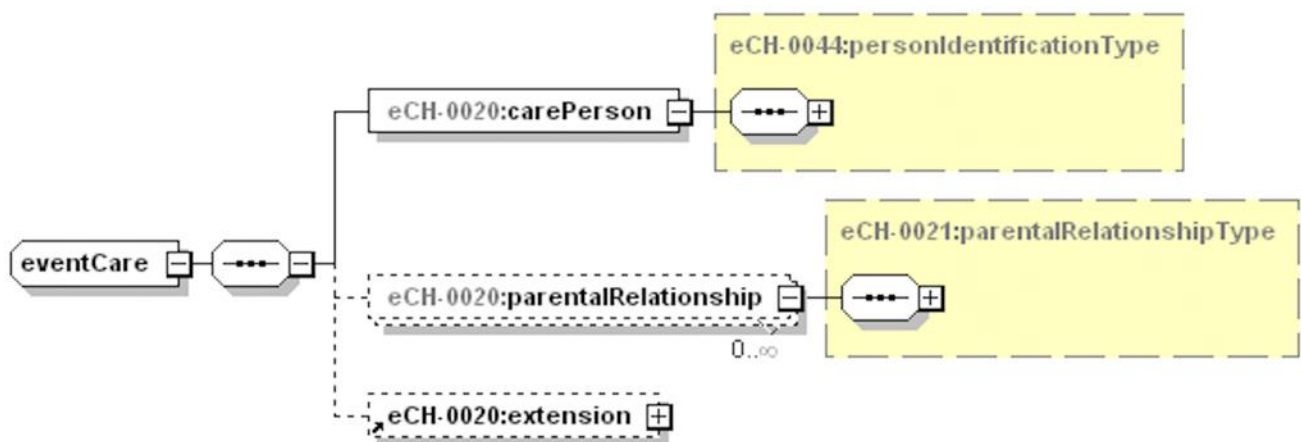 eCH-0044:personIdentificationType
eCH-0020:carePerson
eCH-0021:parentalRelationshipType
eventCare
eCH-0020:parentalRelationship
0..∞
eCH-0020:extension